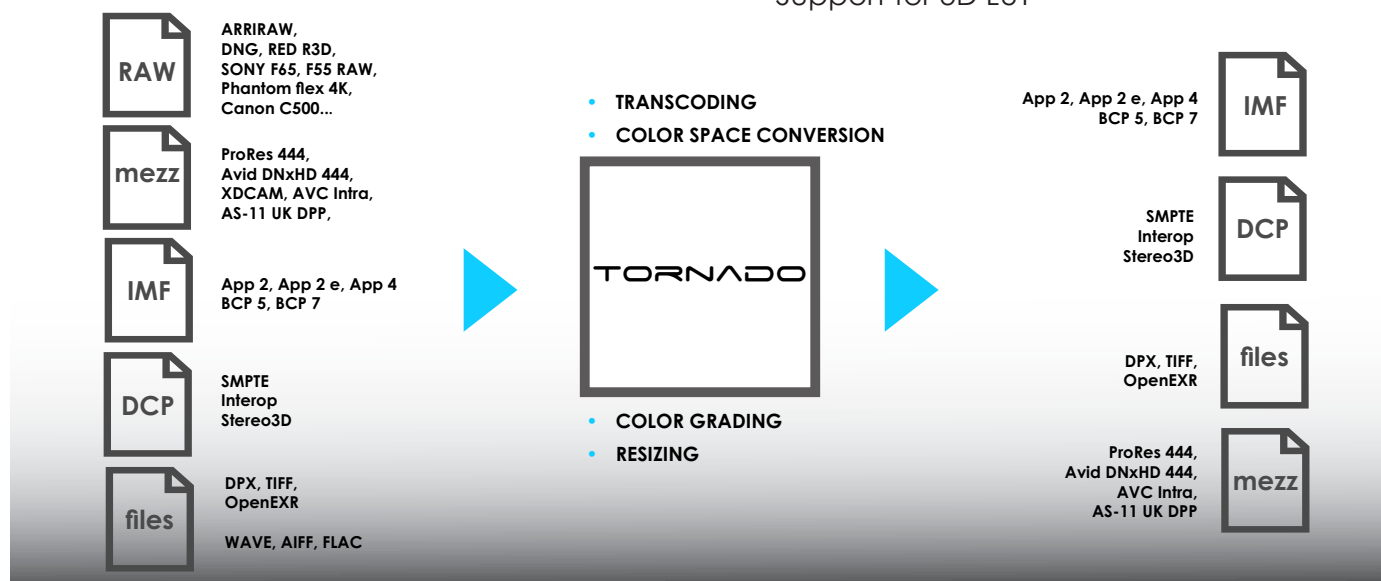 RAW
ARRIRAW,
DNG, RED R3D,
SONY F65, F55 RAW,
Phantom flex 4K,
Canon C500...
mezz
ProRes 444,
Avid DNxHD 444,
XDCAM, AVC Intra,
AS-11 UK DPP,
IMF
App 2, App 2 e, App 4
BCP 5, BCP 7
DCP
SMPTE
Interop
Stereo3D
files
DPX, TIFF,
OpenEXR
WAVE, AIFF, FLAC
• TRANSCODING
• COLOR SPACE CONVERSION
TORNADO
• COLOR GRADING
• RESIZING
App 2, App 2 e, App 4
BCP 5, BCP 7
IMF
SMPTE
Interop
Stereo3D
DCP
DPX, TIFF,
OpenEXR
files
ProRes 444,
Avid DNxHD 444,
AVC Intra,
AS-11 UK DPP
mezz